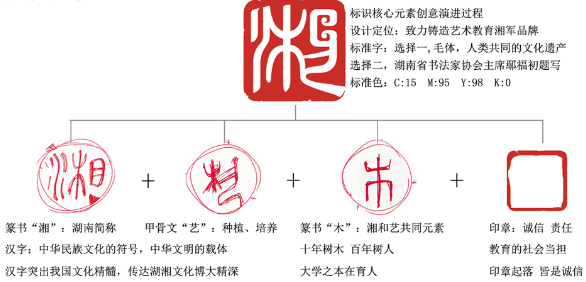 标识核心元素创意演进过程
设计定位：致力铸造艺术教育湘军品牌
标准字：选择一，毛体，人类共同的文化遗产
选择二，湖南省书法家协会主席鄢福初题写
标准色：C:15 M:95 Y:98 K:0
+ + +
篆书“湘”：湖南简称
汉字：中华民族文化的符号，中华文明的载体
汉字突出我国文化精髓，传达湖湘文化博大精深
甲骨文“艺”：种植、培养
篆书“木”：湘和艺共同元素
十年树木 百年树人
大学之本在育人
印章：诚信 责任
教育的社会当担
印章起落 皆是诚信